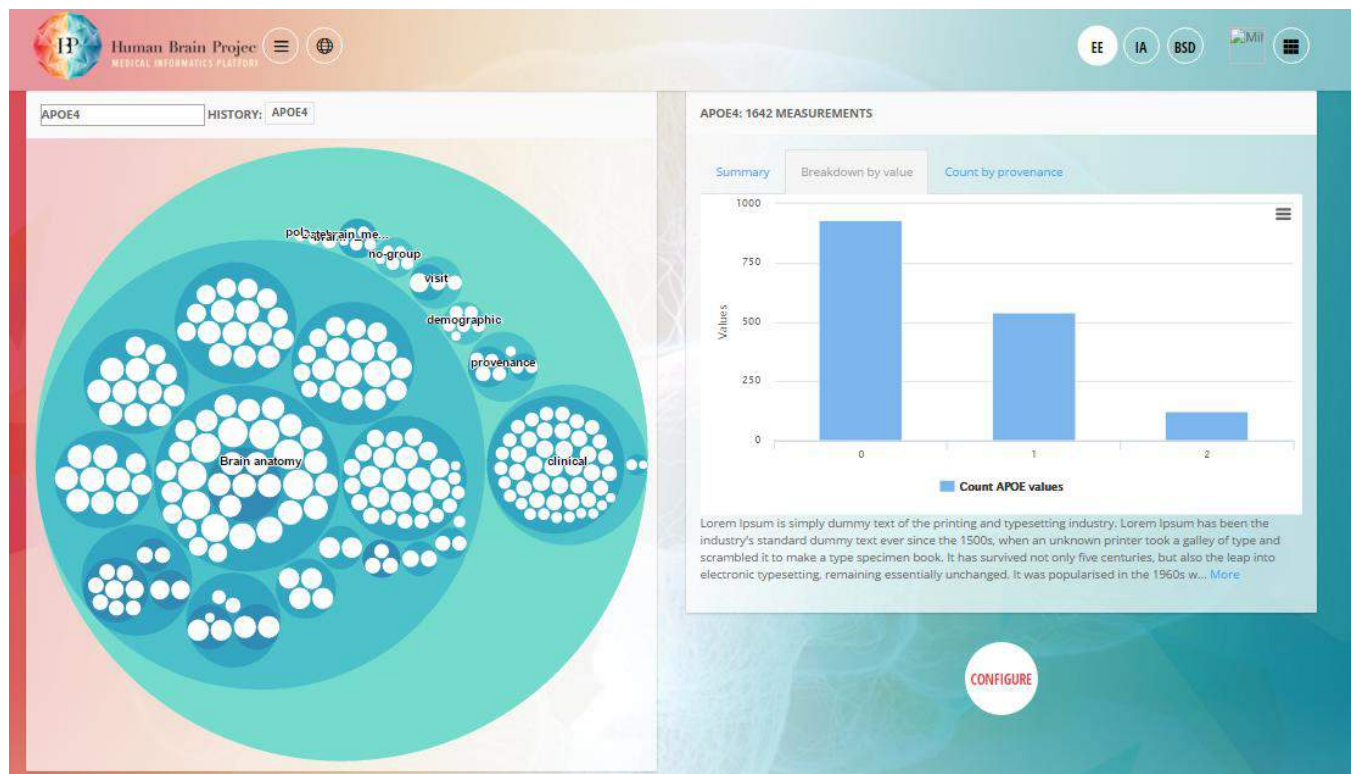 HP Human Brain Projec
MEDICAL INFORMATICS PLATFORM
EE IA BSD Mi
APOE4 HISTORY: APOE4
no-group
visit
demographic
provenance
Brain anatomy
clinical
APOE4: 1642 MEASUREMENTS
Summary Breakdown by value Count by provenance
1000
750
500
250
0
Values
0 1 2
Count APOE values
Lorem Ipsum is simply dummy text of the printing and typesetting industry. Lorem Ipsum has been the
industry's standard dummy text ever since the 1500s, when an unknown printer took a galley of type and
scrambled it to make a type specimen book. It has survived not only five centuries, but also the leap into
electronic typesetting, remaining essentially unchanged. It was popularised in the 1960s w... More
CONFIGURE